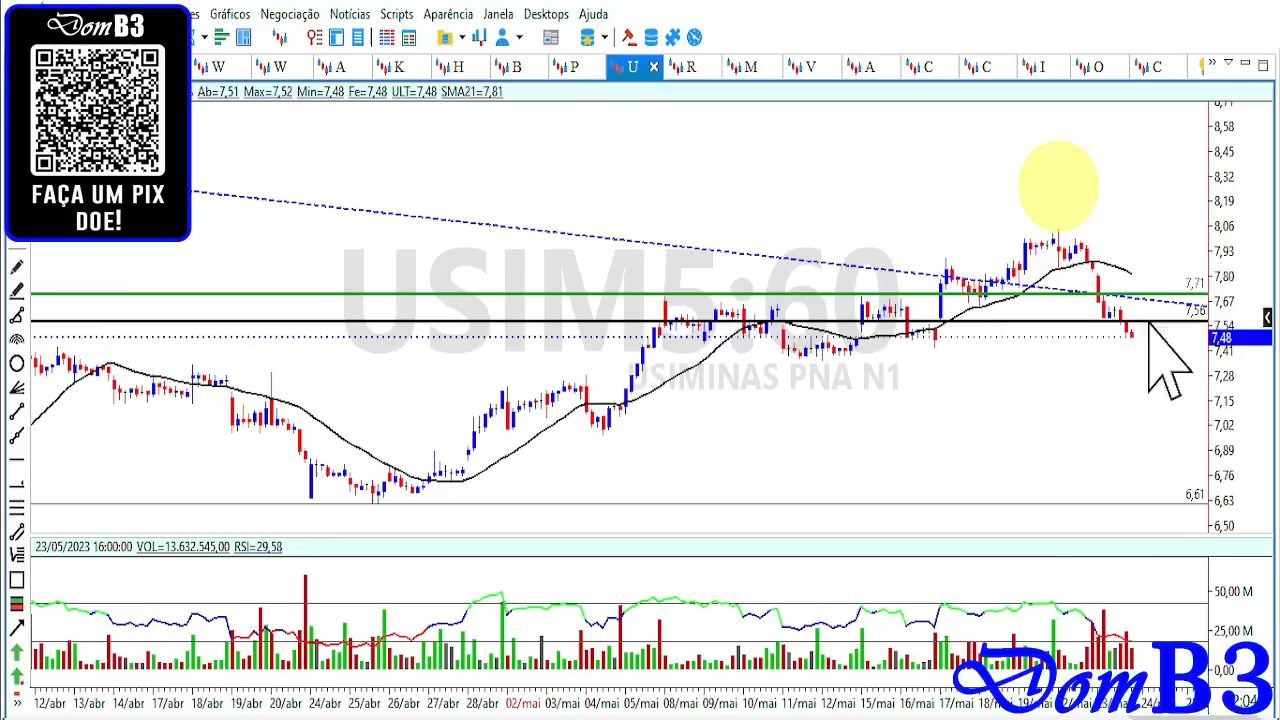 DomB3
FAÇA UM PIX
DOE!
Gráficos Negociação Notícias Scripts Aparência Janela Desktops Ajuda
W W A K H B P U R M V A C C I O C
Ab=7,51 Max=7,52 Min=7,48 Fe=7,48 ULT=7,48 SMA21=7,81
8,58
8,45
8,32
8,19
8,06
7,93
7,80
7,71
7,67
7,56
7,54
7,48
7,41
7,28
7,15
7,02
6,89
6,76
6,61
6,63
6,50
USIM5:60
USIMINAS PNA N1
23/05/2023 16:00:00 VOL=13.632.545,00 RSI=29,58
50,00 M
25,00 M
0,00
12/abr 13/abr 14/abr 17/abr 18/abr 19/abr 20/abr 24/abr 25/abr 26/abr 27/abr 28/abr 02/mai 03/mai 04/mai 05/mai 08/mai 09/mai 10/mai 11/mai 12/mai 15/mai 16/mai 17/mai 18/mai
DomB3